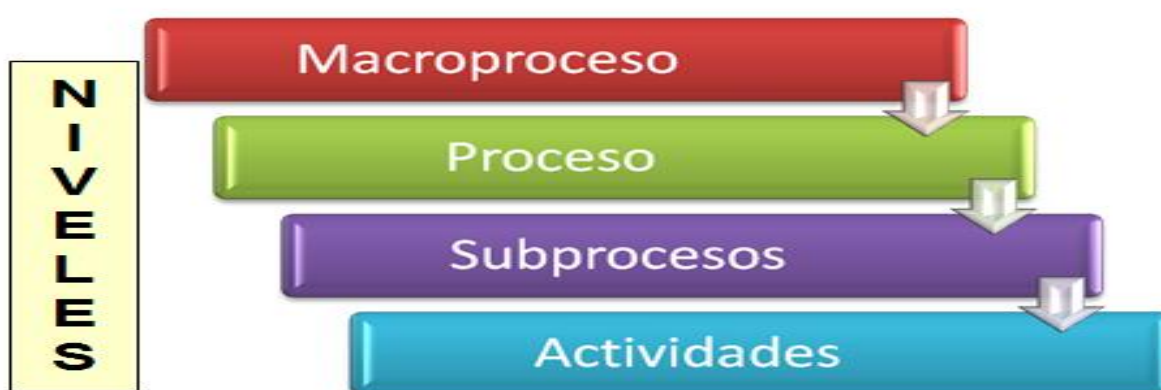 NIVELES
Macroproceso
Proceso
Subprocesos
Actividades